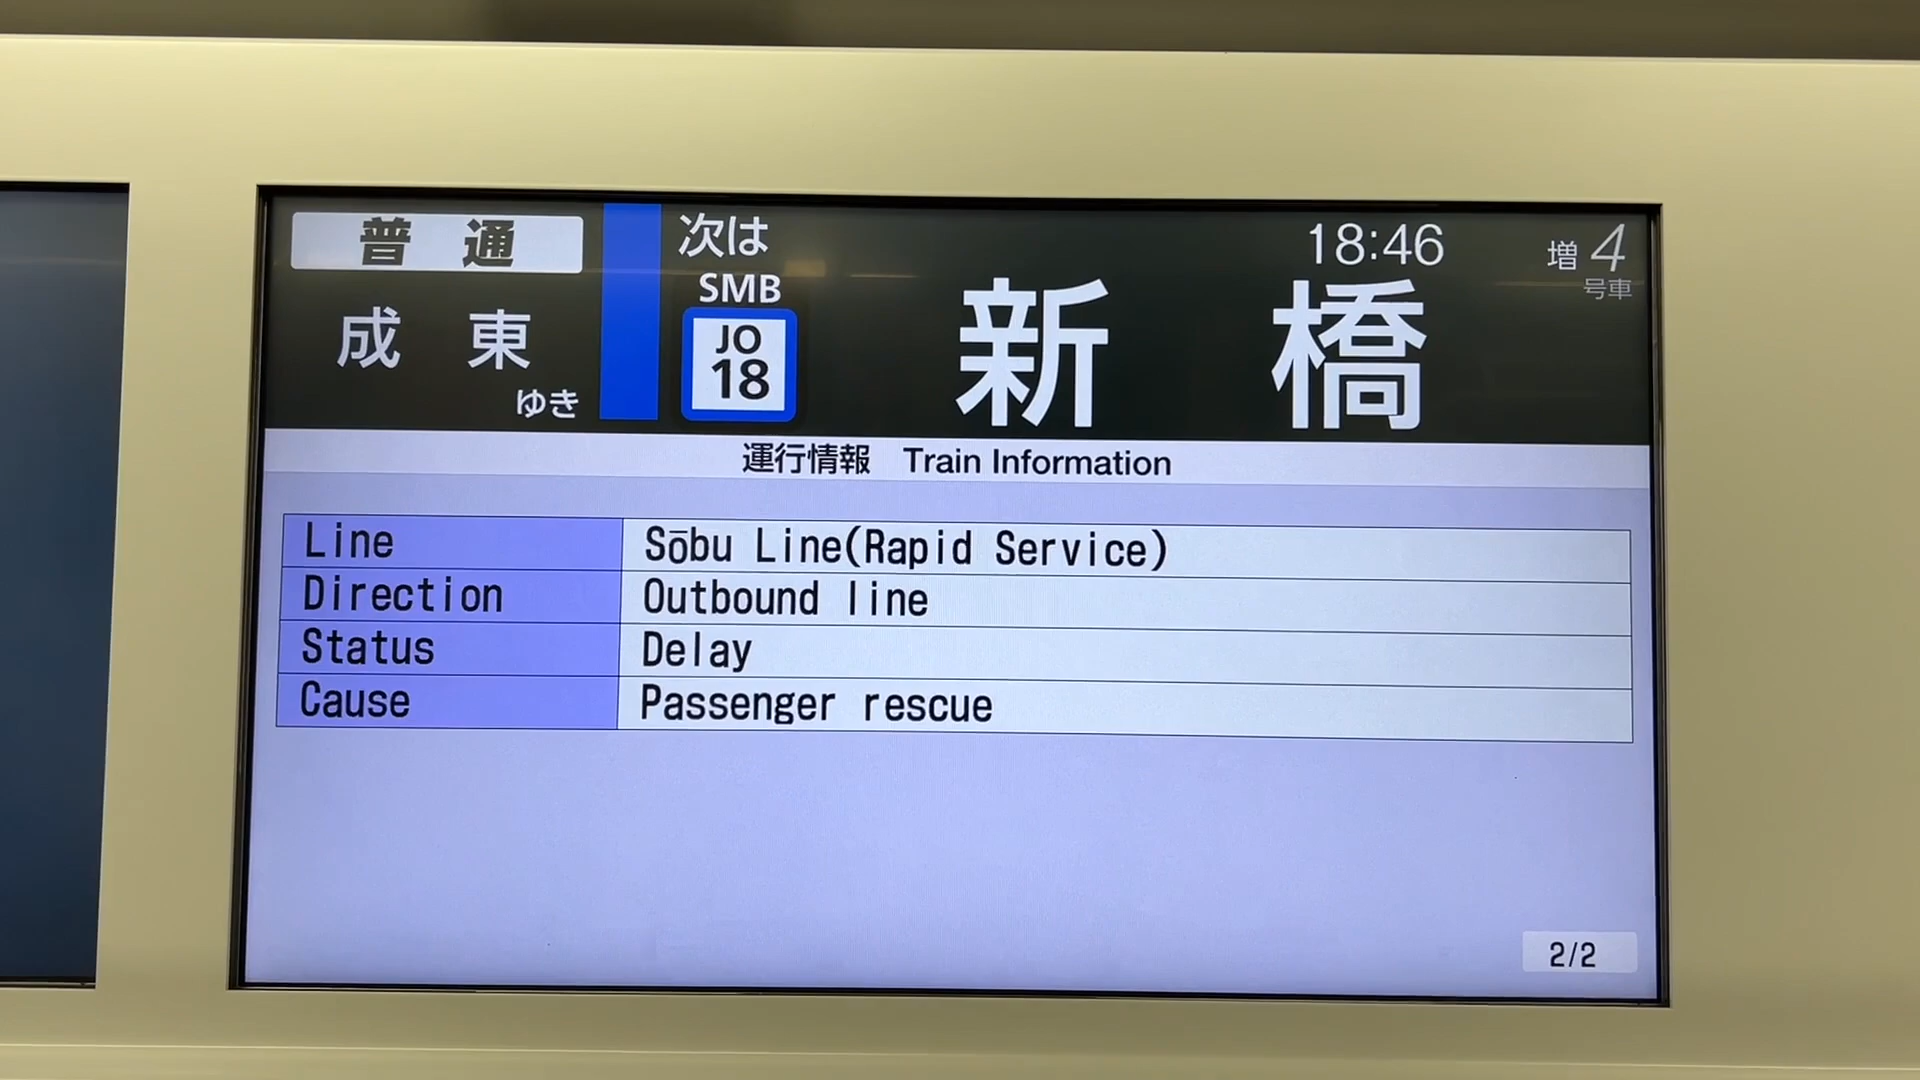 普通
成東
ゆき
次は
SMB
JO
18
新橋
18:46
増4
号車
運行情報 Train Information
Line Sōbu Line(Rapid Service)
Direction Outbound line
Status Delay
Cause Passenger rescue
2/2